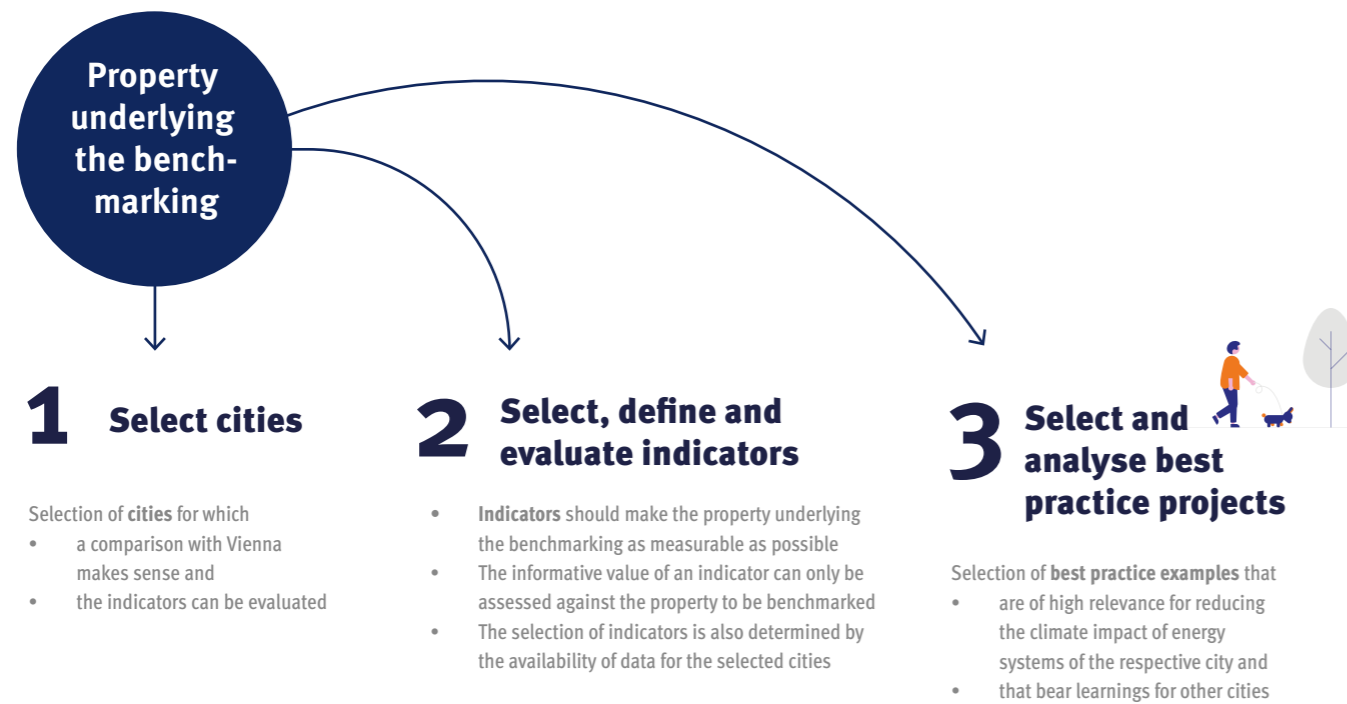 Property
underlying
the bench-
marking
1 Select cities
Selection of cities for which
• a comparison with Vienna
makes sense and
• the indicators can be evaluated
2 Select, define and
evaluate indicators
• Indicators should make the property underlying
the benchmarking as measurable as possible
• The informative value of an indicator can only be
assessed against the property to be benchmarked
• The selection of indicators is also determined by
the availability of data for the selected cities
3 Select and
analyse best
practice projects
Selection of best practice examples that
• are of high relevance for reducing
the climate impact of energy
systems of the respective city and
• that bear learnings for other cities